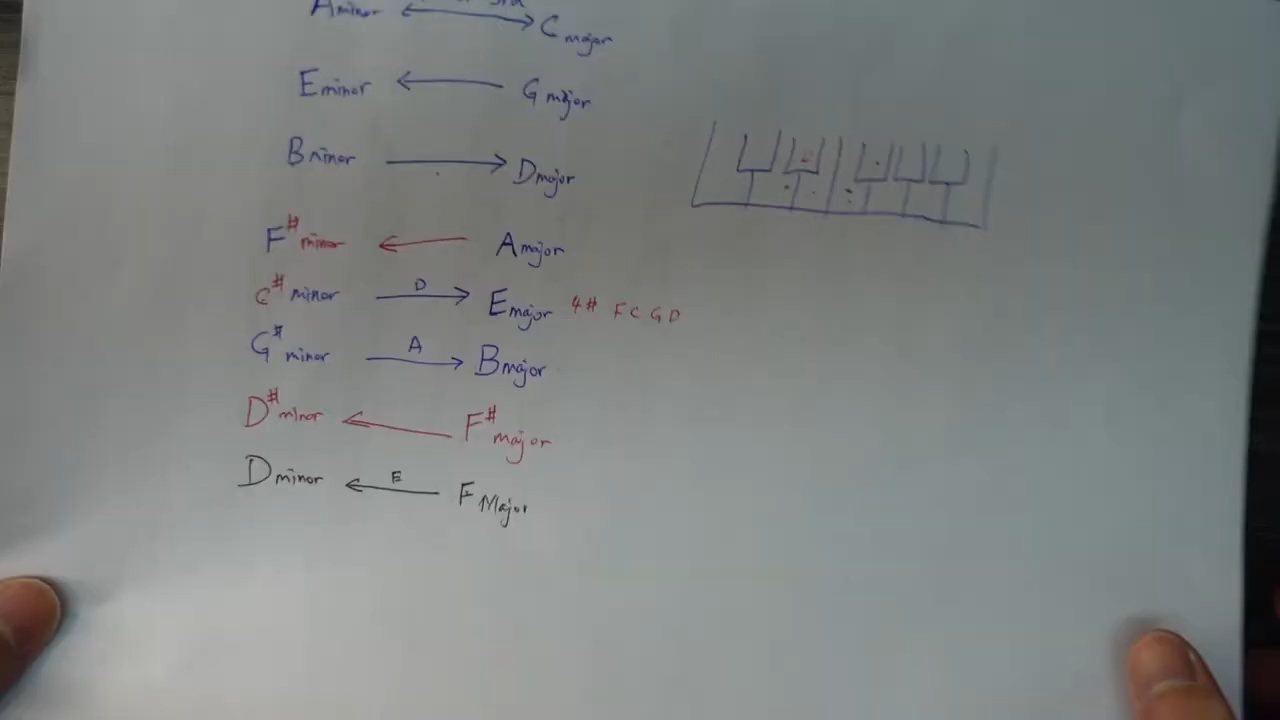 A minor C major
E minor G major
B minor D major
F# minor A major
C# minor D E major 4# F C G D
G# minor A B major
D# minor F# major
D minor E F Major